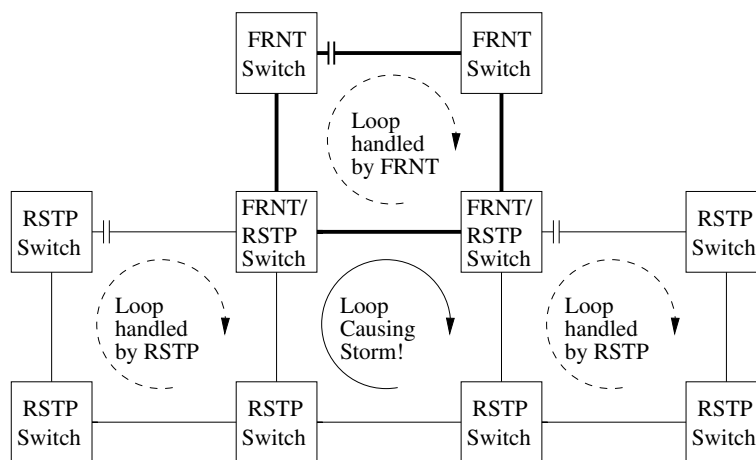 FRNT
Switch
FRNT
Switch
Loop
handled
by FRNT
RSTP
Switch
FRNT/
RSTP
Switch
FRNT/
RSTP
Switch
RSTP
Switch
Loop
handled
by RSTP
Loop
Causing
Storm!
Loop
handled
by RSTP
RSTP
Switch
RSTP
Switch
RSTP
Switch
RSTP
Switch